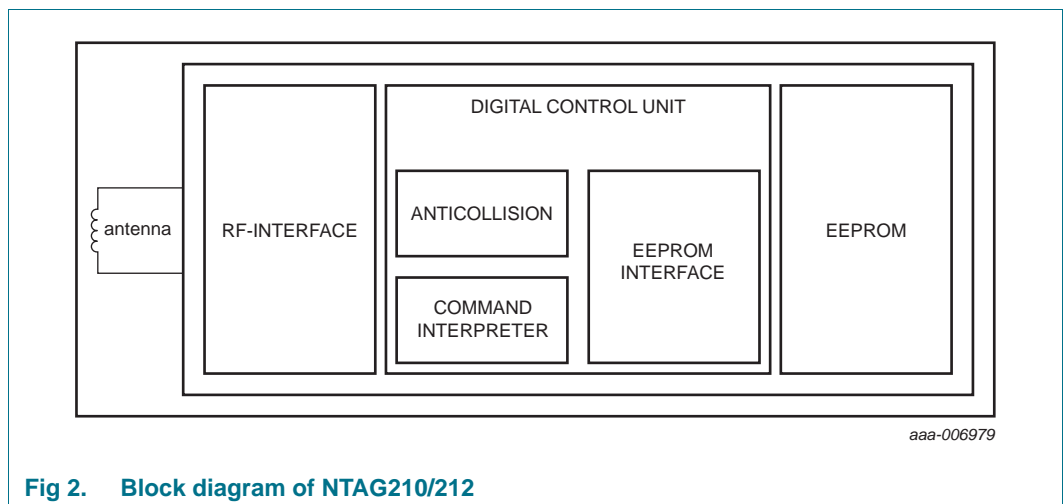 DIGITAL CONTROL UNIT
antenna
RF-INTERFACE
ANTICOLLISION
COMMAND
INTERPRETER
EEPROM
INTERFACE
EEPROM
aaa-006979
Fig 2. Block diagram of NTAG210/212